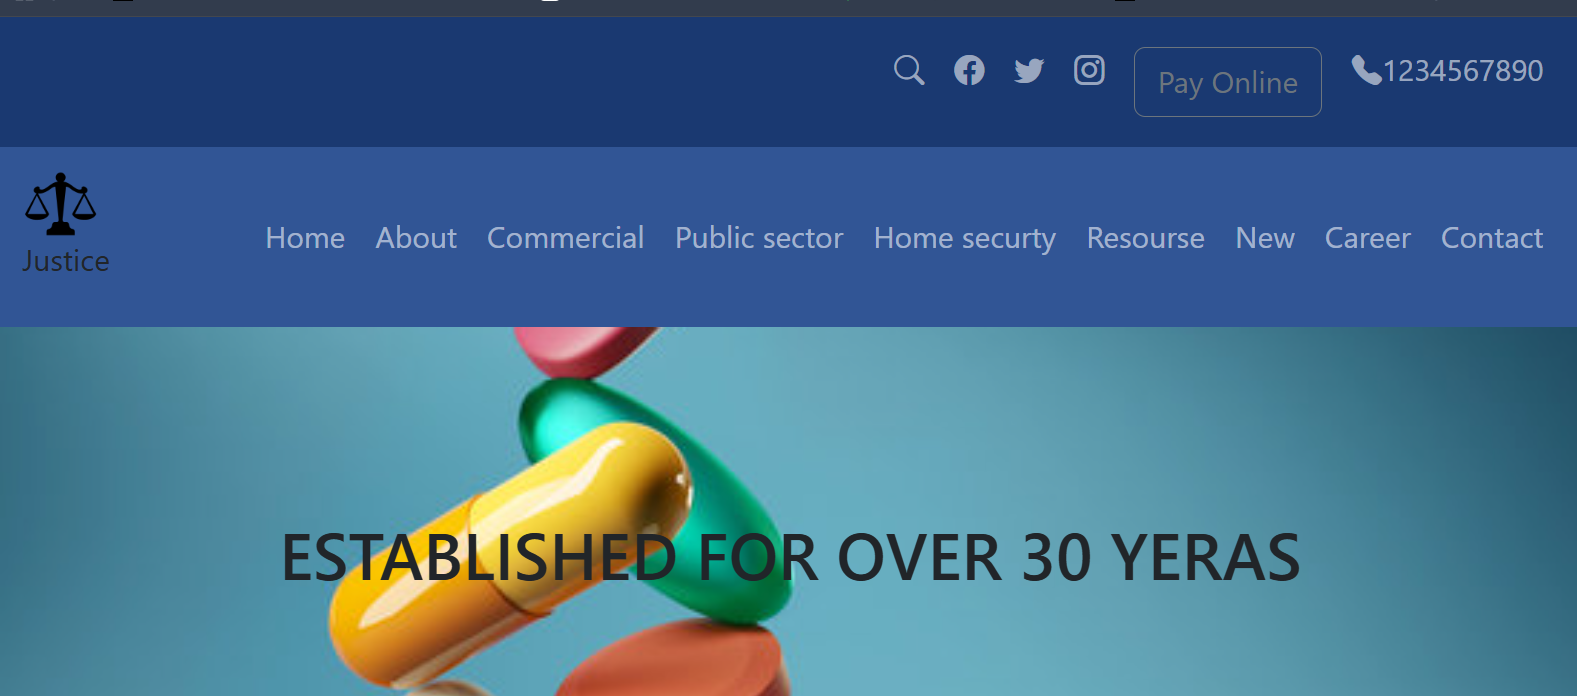 Pay Online 1234567890
Justice
Home About Commercial Public sector Home securty Resourse New Career Contact
ESTABLISHED FOR OVER 30 YERAS